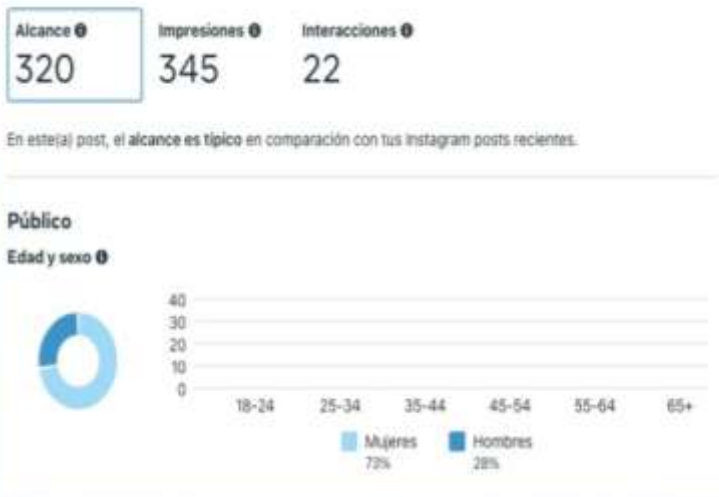 Alcance Impresiones Interacciones
320 345 22
En este(a) post, el alcance es típico en comparación con tus Instagram posts recientes.
Público
Edad y sexo
40
30
20
10
0
18-24 25-34 35-44 45-54 55-64 65+
Mujeres Hombres
73% 28%